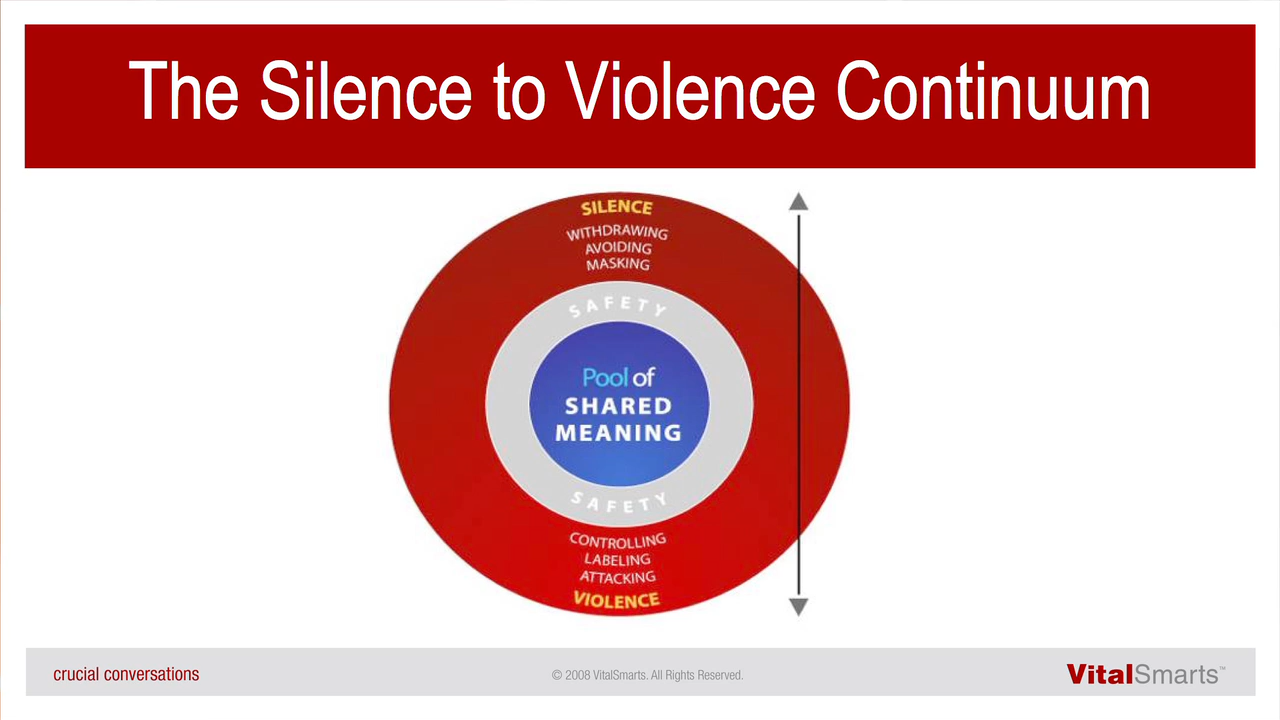 The Silence to Violence Continuum
SILENCE
WITHDRAWING
AVOIDING
MASKING
SAFETY
Pool of
SHARED
MEANING
SAFETY
CONTROLLING
LABELING
ATTACKING
VIOLENCE
crucial conversations
© 2008 VitalSmarts. All Rights Reserved.
VitalSmarts™